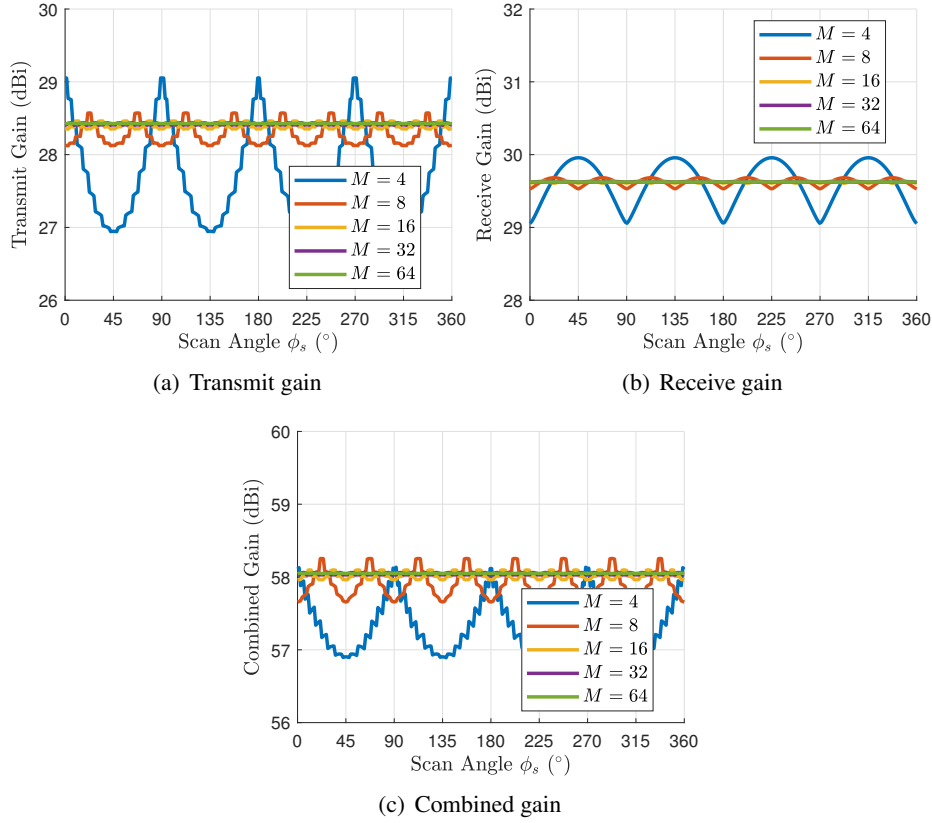 32
31
30
29
28
Receive Gain (dBi)
0 45 90 135 180 225 270 315 360
Scan Angle ϕs (°)
M = 4
M = 8
M = 16
M = 32
M = 64
(b) Receive gain
30
29
28
27
26
Transmit Gain (dBi)
0 45 90 135 180 225 270 315 360
Scan Angle ϕs (°)
M = 4
M = 8
M = 16
M = 32
M = 64
(a) Transmit gain
60
59
58
57
56
Combined Gain (dBi)
0 45 90 135 180 225 270 315 360
Scan Angle ϕs (°)
M = 4
M = 8
M = 16
M = 32
M = 64
(c) Combined gain